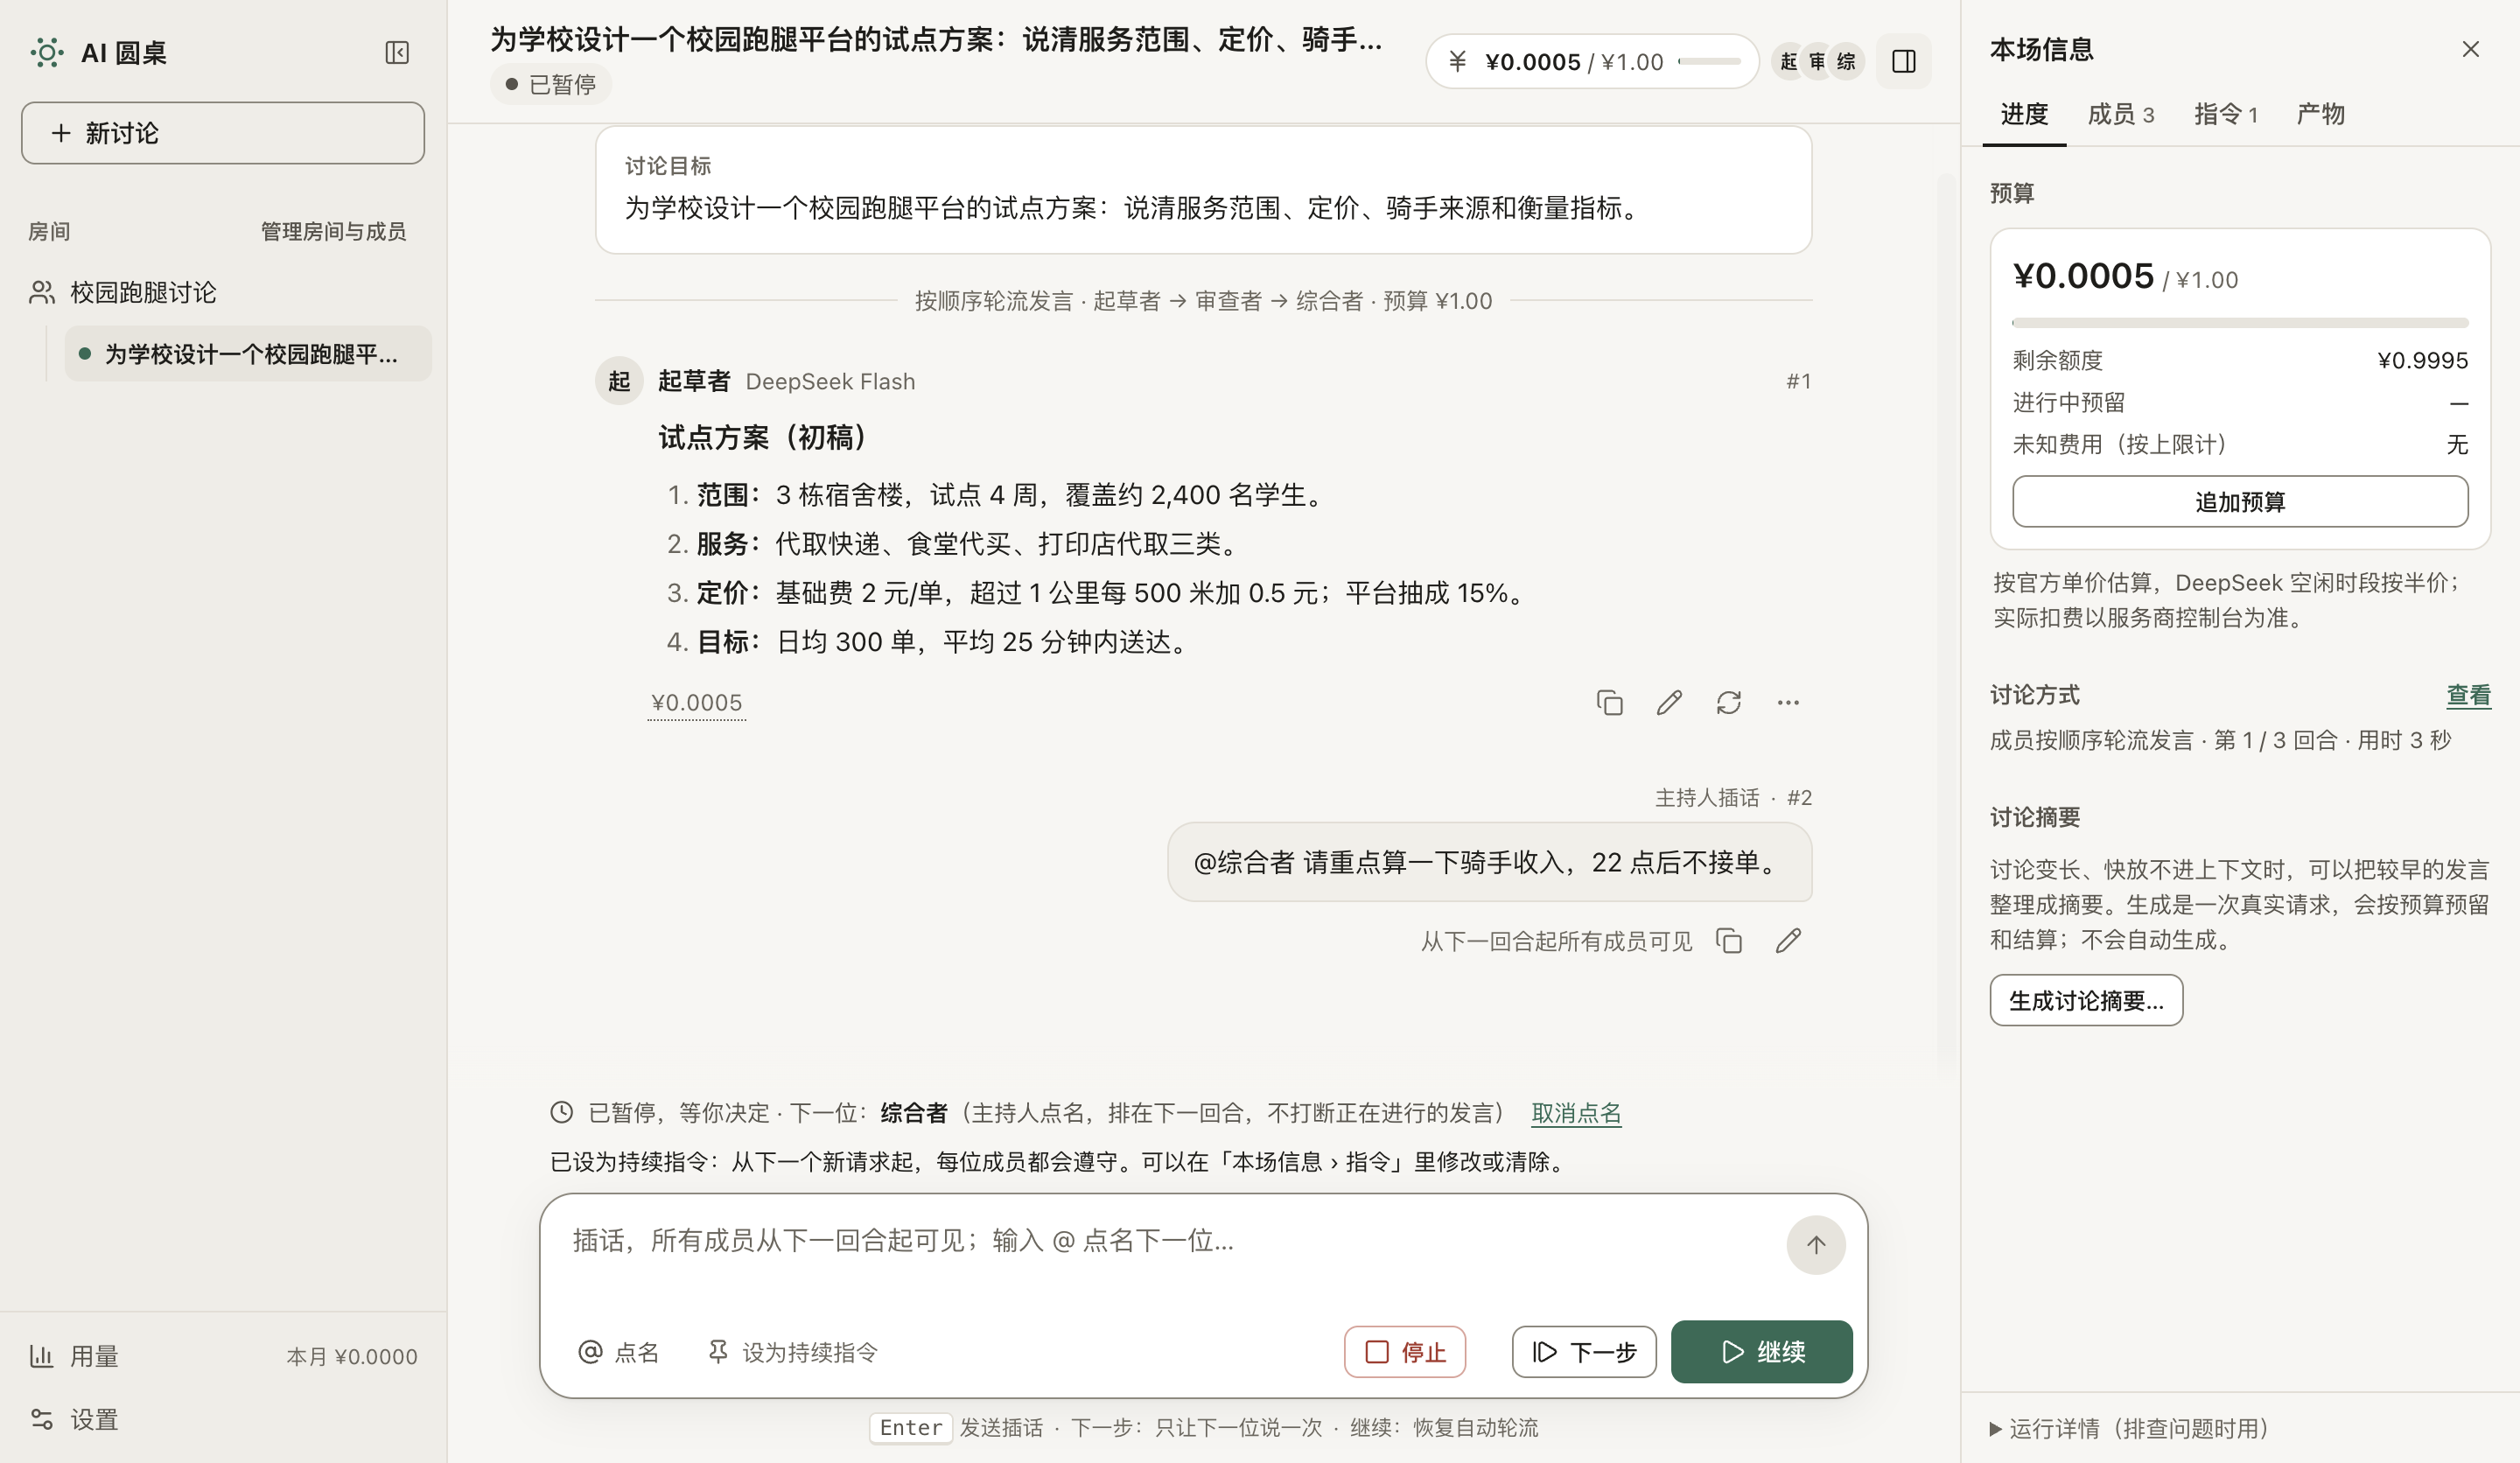 AI 圆桌
新讨论
房间 管理房间与成员
校园跑腿讨论
为学校设计一个校园跑腿平...
用量 本月 ¥0.0000
设置
为学校设计一个校园跑腿平台的试点方案：说清服务范围、定价、骑手...
已暂停
¥0.0005 / ¥1.00
起 审 综
讨论目标
为学校设计一个校园跑腿平台的试点方案：说清服务范围、定价、骑手来源和衡量指标。
按顺序轮流发言 · 起草者 → 审查者 → 综合者 · 预算 ¥1.00
起 起草者 DeepSeek Flash #1
试点方案（初稿）
1. 范围：3 栋宿舍楼，试点 4 周，覆盖约 2,400 名学生。
2. 服务：代取快递、食堂代买、打印店代取三类。
3. 定价：基础费 2 元/单，超过 1 公里每 500 米加 0.5 元；平台抽成 15%。
4. 目标：日均 300 单，平均 25 分钟内送达。
¥0.0005
主持人插话 · #2
@综合者 请重点算一下骑手收入，22 点后不接单。
从下一回合起所有成员可见
已暂停，等你决定 · 下一位：综合者（主持人点名，排在下一回合，不打断正在进行的发言） 取消点名
已设为持续指令：从下一个新请求起，每位成员都会遵守。可以在「本场信息 › 指令」里修改或清除。
插话，所有成员从下一回合起可见；输入 @ 点名下一位...
点名 设为持续指令 停止 下一步 继续
Enter 发送插话 · 下一步：只让下一位说一次 · 继续：恢复自动轮流
本场信息
进度 成员 3 指令 1 产物
预算
¥0.0005 / ¥1.00
剩余额度 ¥0.9995
进行中预留 —
未知费用（按上限计） 无
追加预算
按官方单价估算，DeepSeek 空闲时段按半价；
实际扣费以服务商控制台为准。
讨论方式 查看
成员按顺序轮流发言 · 第 1 / 3 回合 · 用时 3 秒
讨论摘要
讨论变长、快放不进上下文时，可以把较早的发言
整理成摘要。生成是一次真实请求，会按预算预留
和结算；不会自动生成。
生成讨论摘要...
运行详情（排查问题时用）